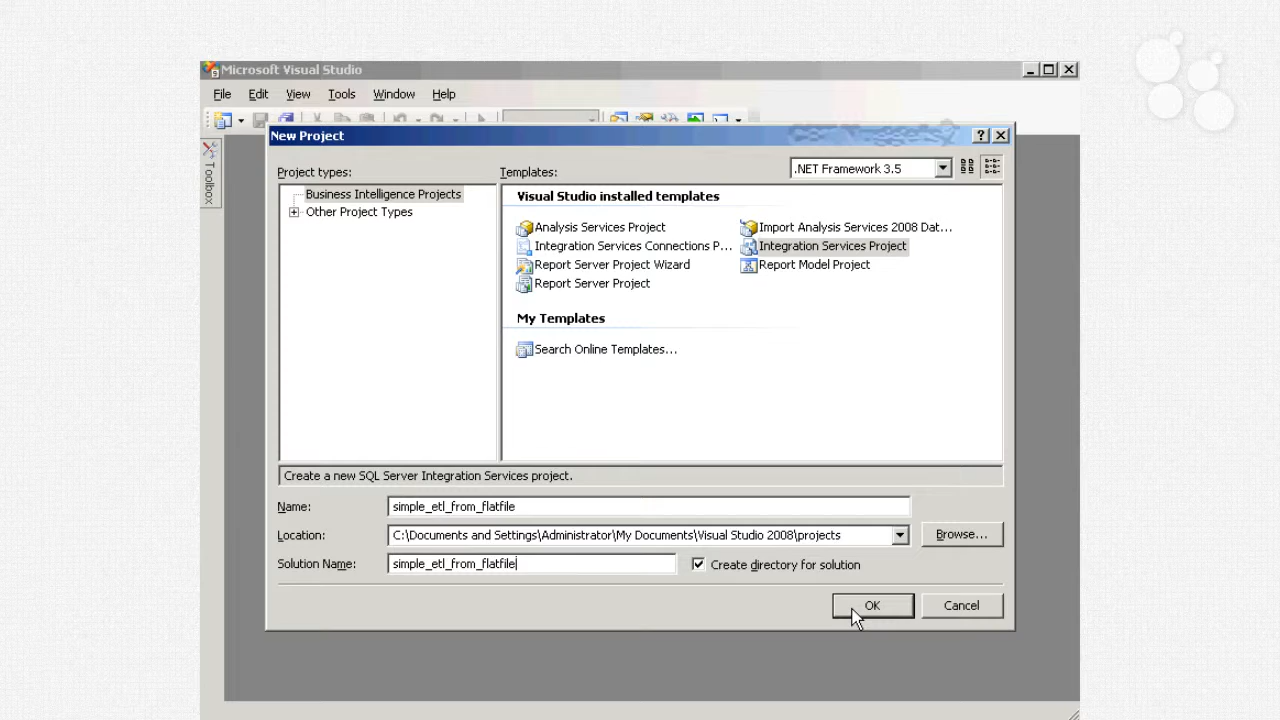 Microsoft Visual Studio
File Edit View Tools Window Help
New Project
Toolbox
Project types:
Templates:
.NET Framework 3.5
Business Intelligence Projects
Other Project Types
Visual Studio installed templates
Analysis Services Project
Import Analysis Services 2008 Dat...
Integration Services Connections P...
Integration Services Project
Report Server Project Wizard
Report Model Project
Report Server Project
My Templates
Search Online Templates...
Create a new SQL Server Integration Services project.
Name: simple_etl_from_flatfile
Location: C:\Documents and Settings\Administrator\My Documents\Visual Studio 2008\projects Browse...
Solution Name: simple_etl_from_flatfile Create directory for solution
OK Cancel